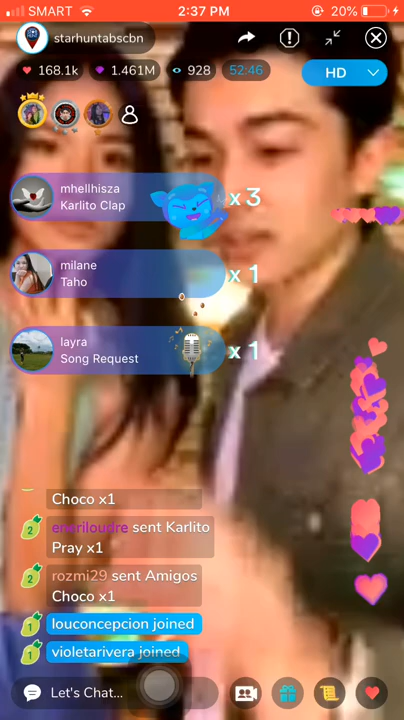 SMART 2:37 PM 20%
starhuntabscbn
168.1k 1.461M 928 52:46 HD
mhellhisza
Karlito Clap
x 3
milane
Taho
x 1
layra
Song Request
x 1
Choco x1
2 sent Karlito
Pray x1
2 rozmi29 sent Amigos
Choco x1
1 louconcepcion joined
1 violetarivera joined
Let's Chat...